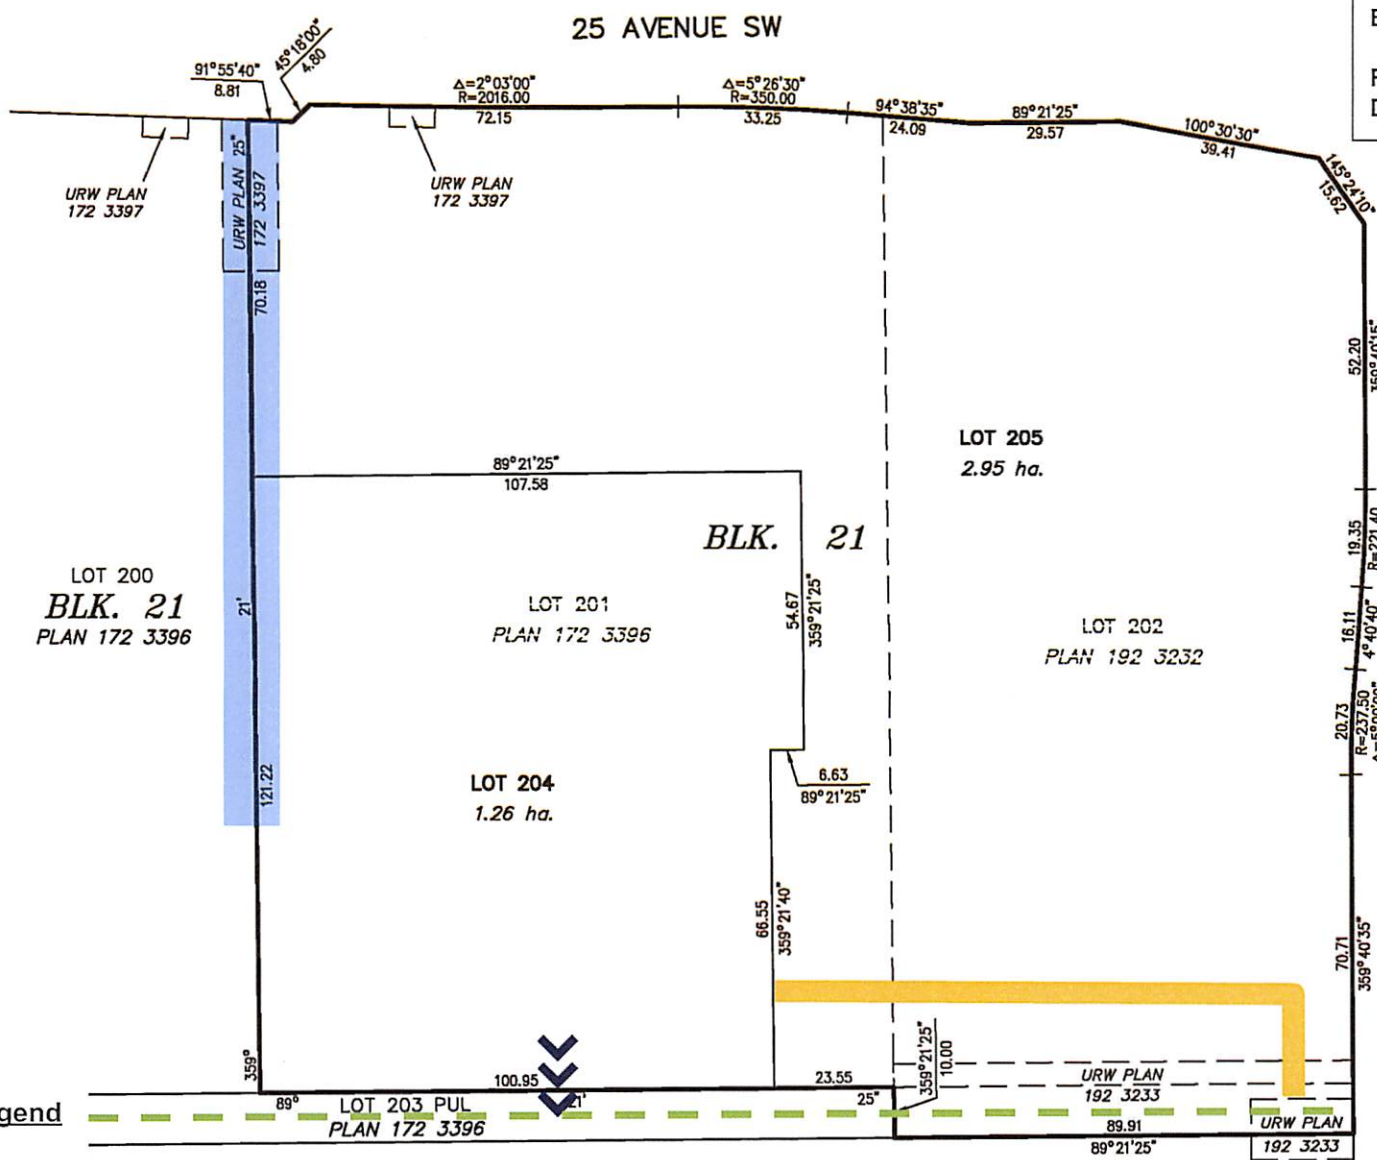 25 AVENUE SW
91°55'40"
8.81
45°18'00"
4.80
Δ=2°03'00"
R=2016.00
72.15
Δ=5°26'30"
R=350.00
33.25
94°38'35"
24.09
89°21'25"
29.57
100°30'30"
39.41
145°24'10"
15.62
URW PLAN
172 3397
URW PLAN
172 3397
25"
URW PLAN
172 3397
70.18
52.20
359°40'15"
LOT 205
2.95 ha.
89°21'25"
107.58
BLK. 21
19.35
R=221.40
LOT 200
BLK. 21
PLAN 172 3396
21'
LOT 201
PLAN 172 3396
54.67
359°21'25"
LOT 202
PLAN 192 3232
16.11
4°40'40"
20.73
R=237.50
Δ=5°00'00"
121.22
LOT 204
1.26 ha.
6.63
89°21'25"
66.55
359°21'40"
70.71
359°40'35"
359°
100.95
23.55
359°21'25"
10.00
URW PLAN
192 3233
gend
89°
LOT 203 PUL
21'
25"
PLAN 172 3396
89.91
89°21'25"
URW PLAN
192 3233